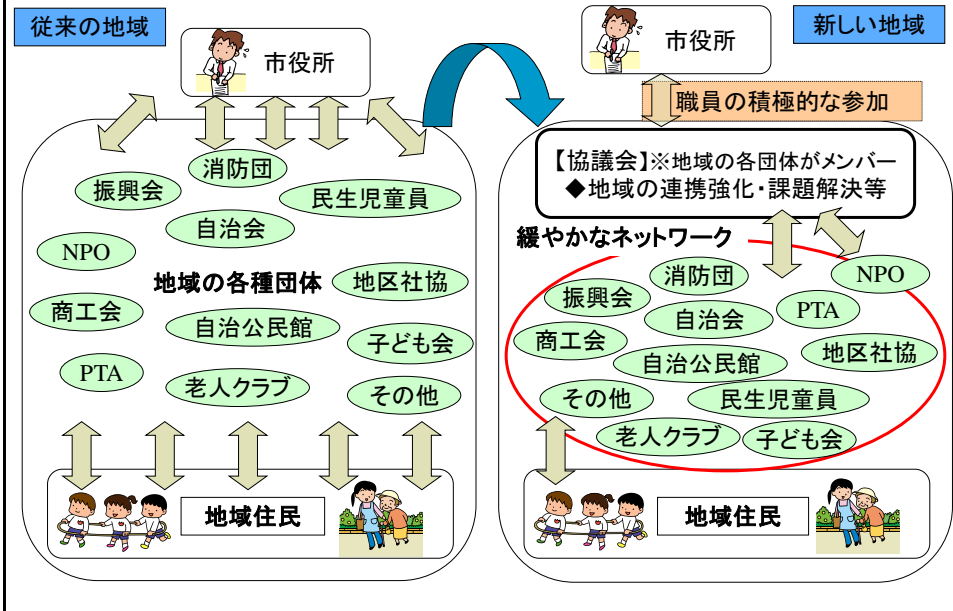 従来の地域
市役所
消防団
振興会
民生児童員
自治会
NPO
地域の各種団体
地区社協
商工会
自治公民館
子ども会
PTA
老人クラブ
その他
地域住民
新しい地域
市役所
職員の積極的な参加
【協議会】※地域の各団体がメンバー
◆地域の連携強化・課題解決等
緩やかなネットワーク
消防団
NPO
振興会
PTA
自治会
商工会
地区社協
自治公民館
その他
民生児童員
老人クラブ
子ども会
地域住民